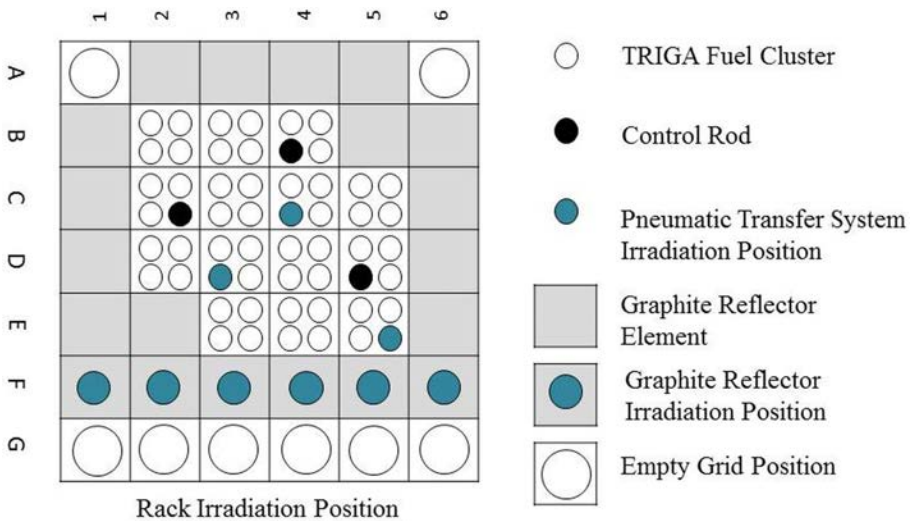 1 2 3 4 5 6
A
B
C
D
E
F
G
TRIGA Fuel Cluster
Control Rod
Pneumatic Transfer System
Irradiation Position
Graphite Reflector
Element
Graphite Reflector
Irradiation Position
Empty Grid Position
Rack Irradiation Position